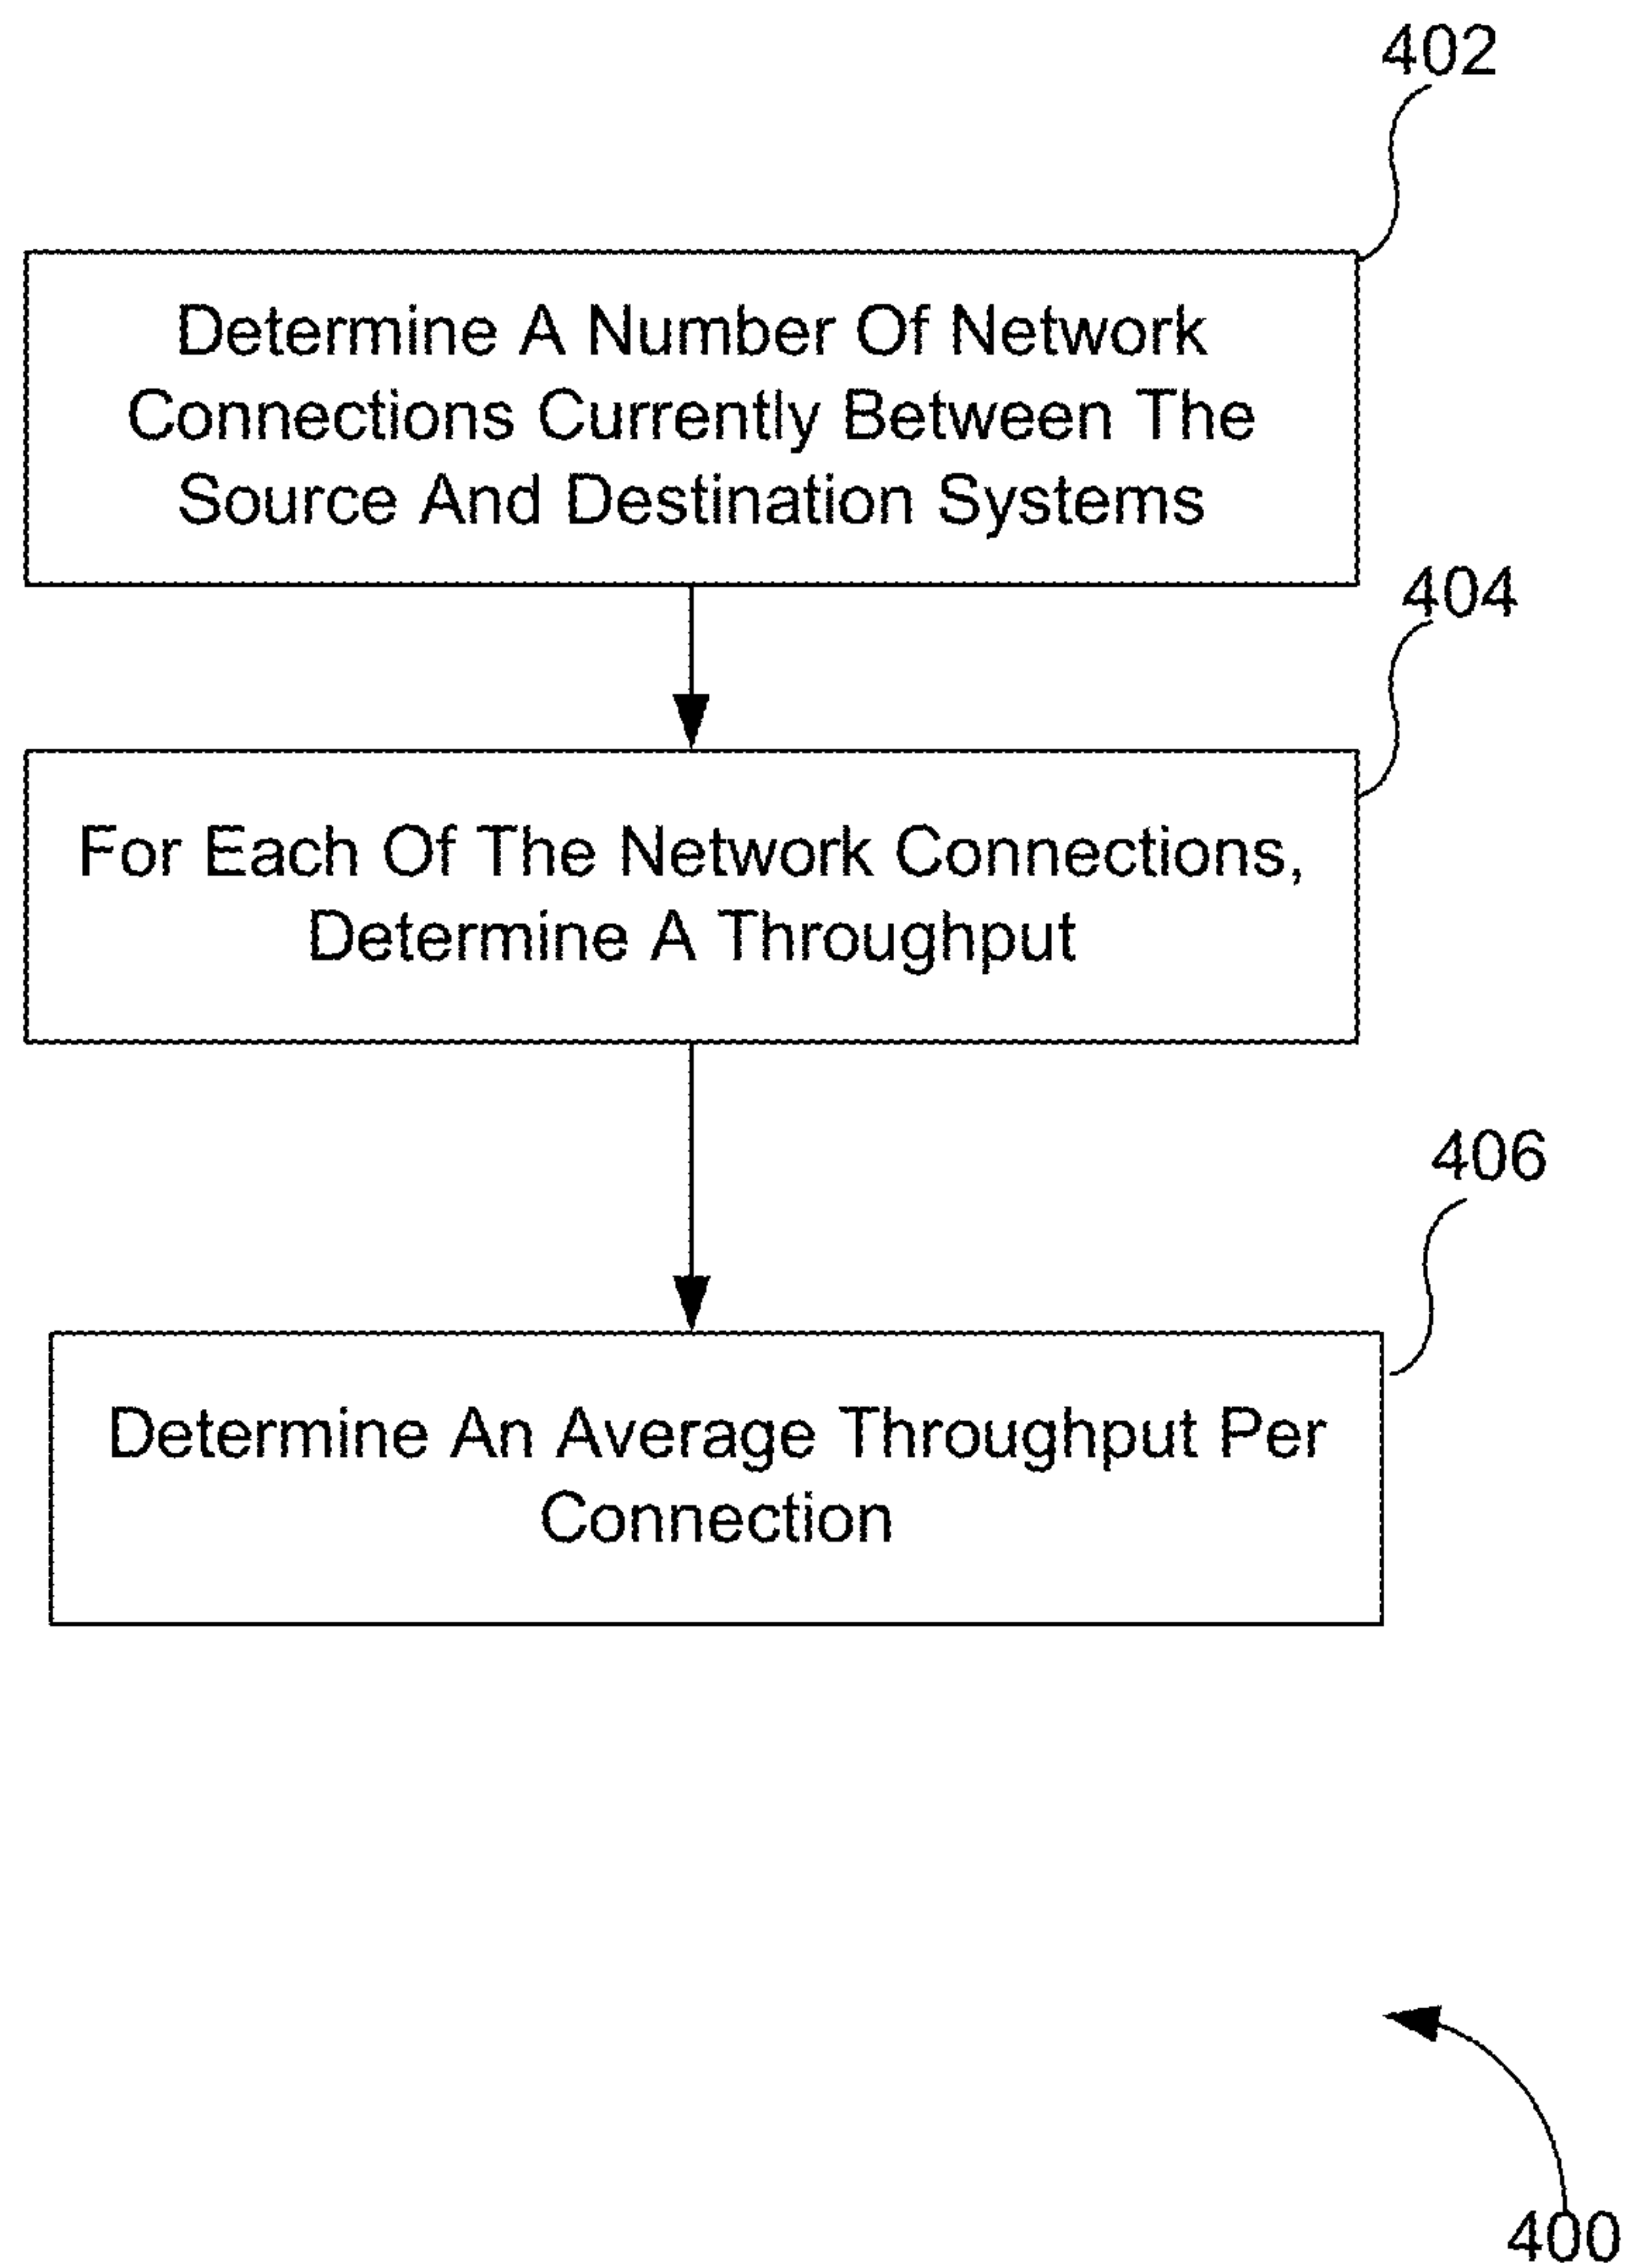 402
Determine A Number Of Network
Connections Currently Between The
Source And Destination Systems
404
For Each Of The Network Connections,
Determine A Throughput
406
Determine An Average Throughput Per
Connection
400